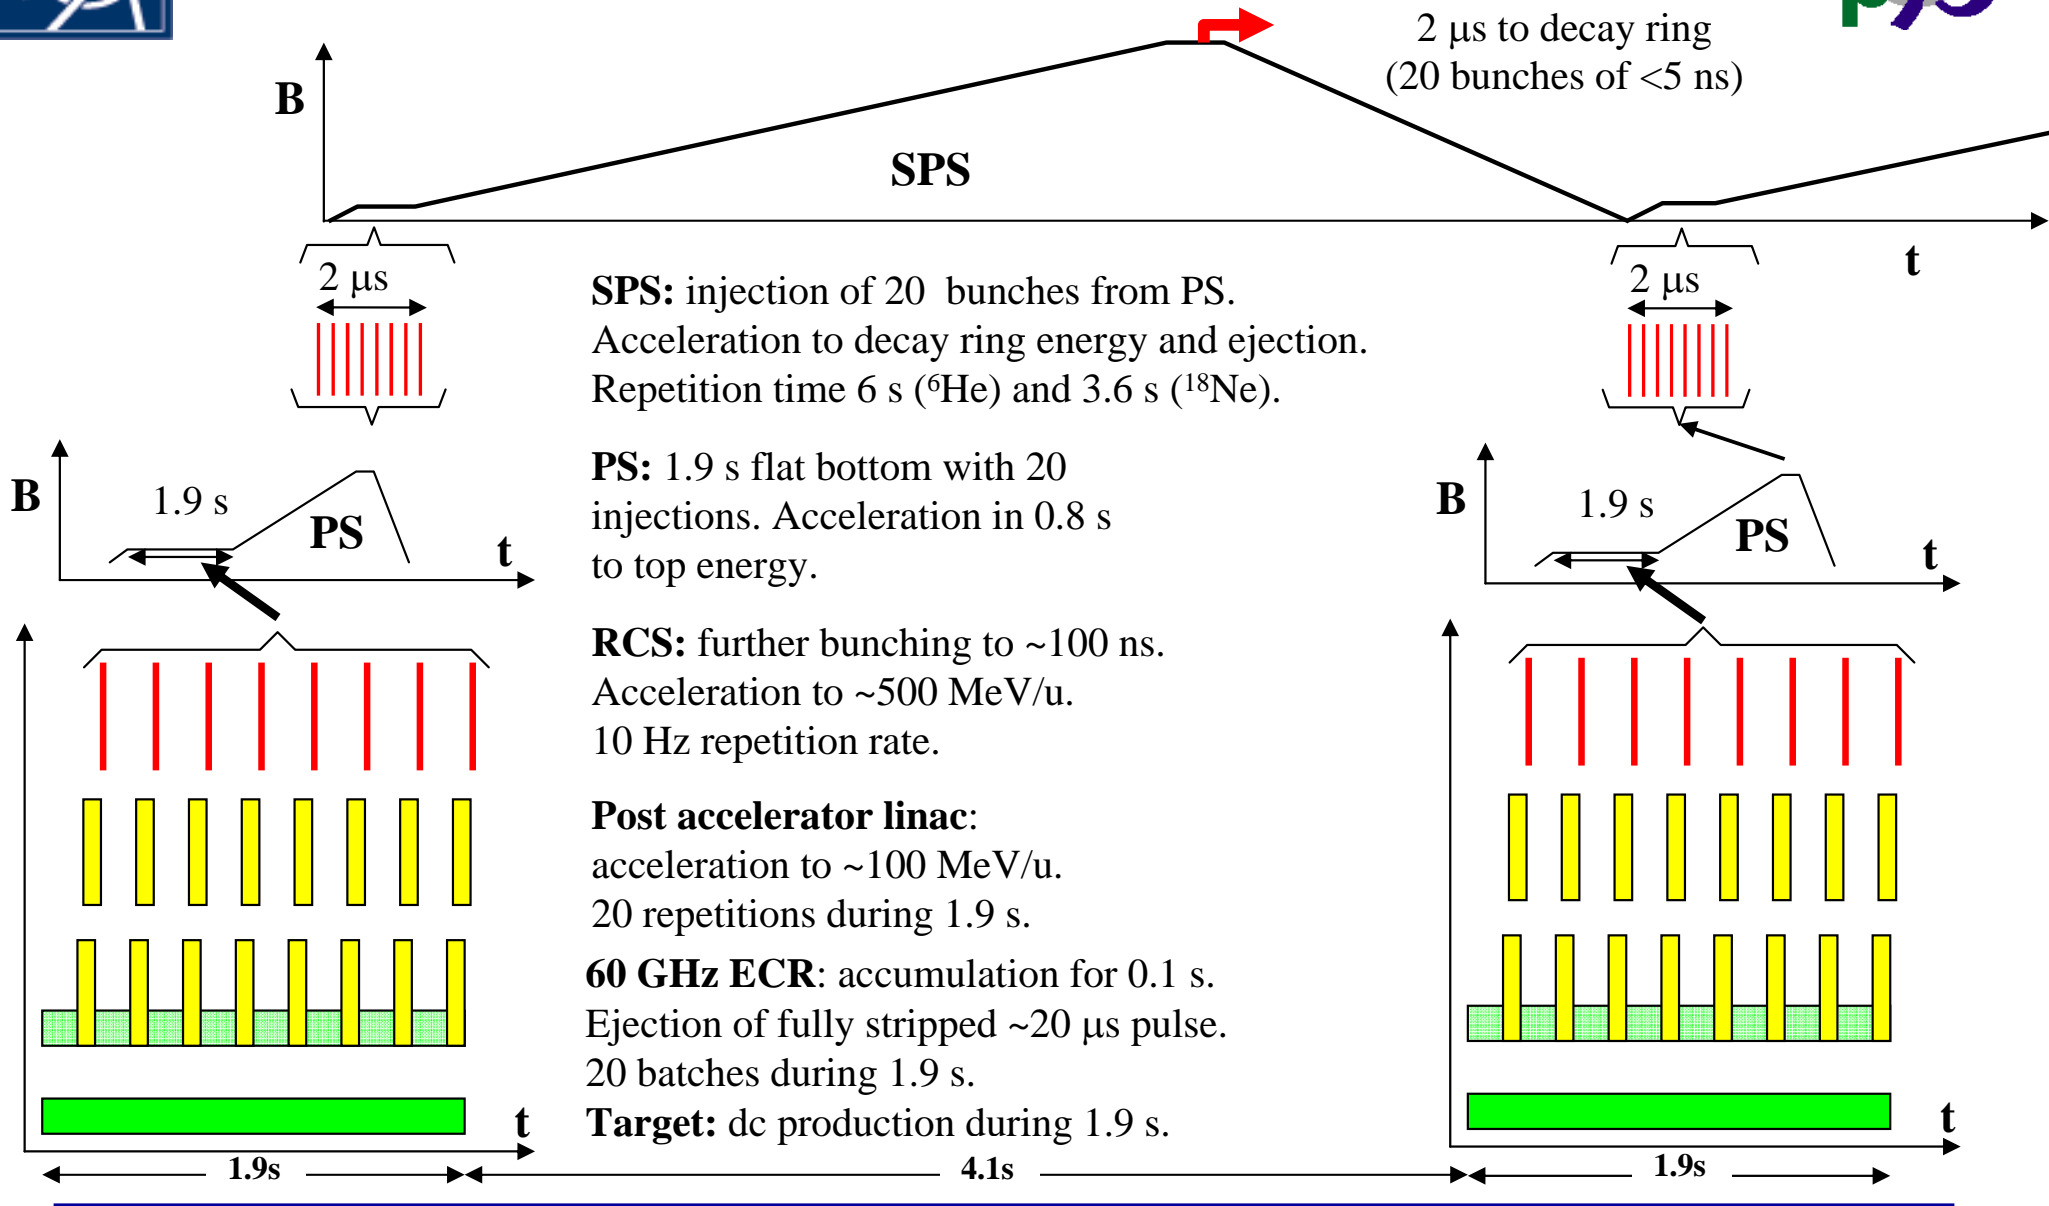 2 μs to decay ring
(20 bunches of <5 ns)
B
SPS
t
2 μs
2 μs
SPS: injection of 20 bunches from PS.
Acceleration to decay ring energy and ejection.
Repetition time 6 s (⁶He) and 3.6 s (¹⁸Ne).
B
1.9 s
PS
t
PS: 1.9 s flat bottom with 20
injections. Acceleration in 0.8 s
to top energy.
B
1.9 s
PS
t
RCS: further bunching to ~100 ns.
Acceleration to ~500 MeV/u.
10 Hz repetition rate.
Post accelerator linac:
acceleration to ~100 MeV/u.
20 repetitions during 1.9 s.
60 GHz ECR: accumulation for 0.1 s.
Ejection of fully stripped ~20 μs pulse.
20 batches during 1.9 s.
Target: dc production during 1.9 s.
t
t
1.9s
4.1s
1.9s